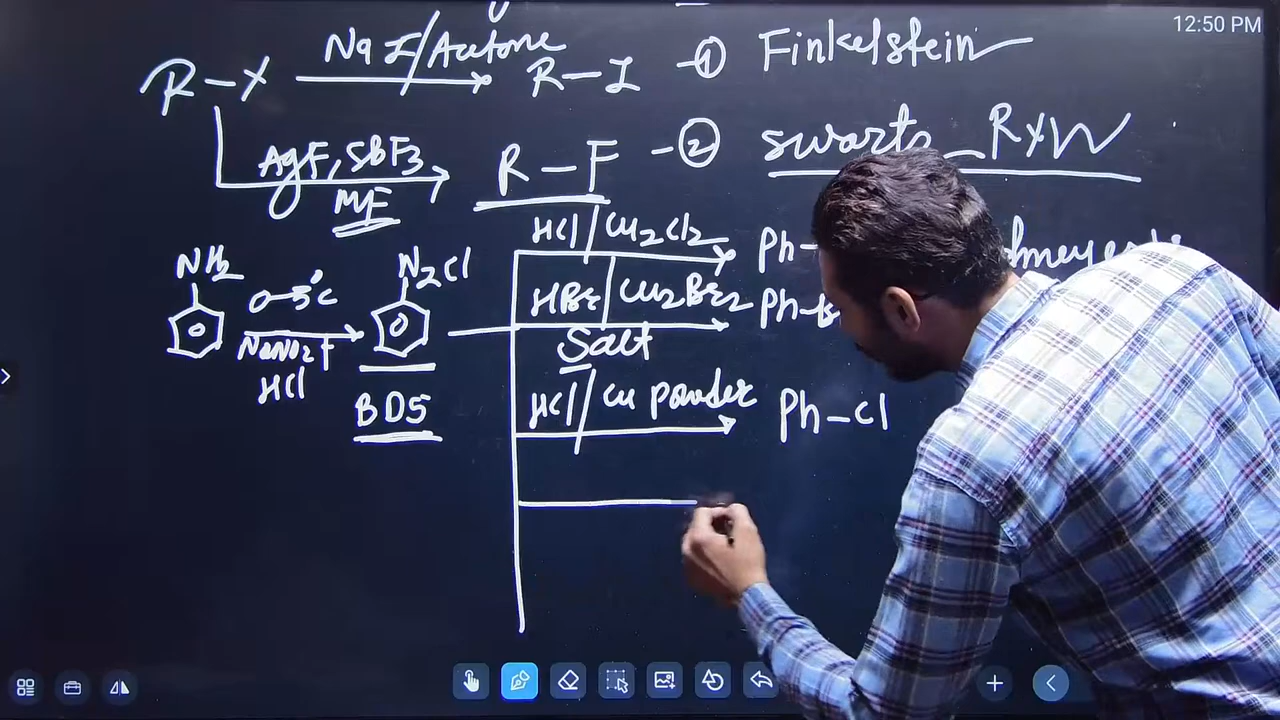 12:50 PM
R-X NaI/Acetone R-I -① Finkelstein
AgF, SbF3 R-F -② swarts RXN
MF
HCl/Cu2Cl2 Ph-
NH2 0→5°C N2Cl
HBr/Cu2Br2 Ph-B
NaNO2+ Salt
HCl BDS HCl/Cu powder Ph-Cl